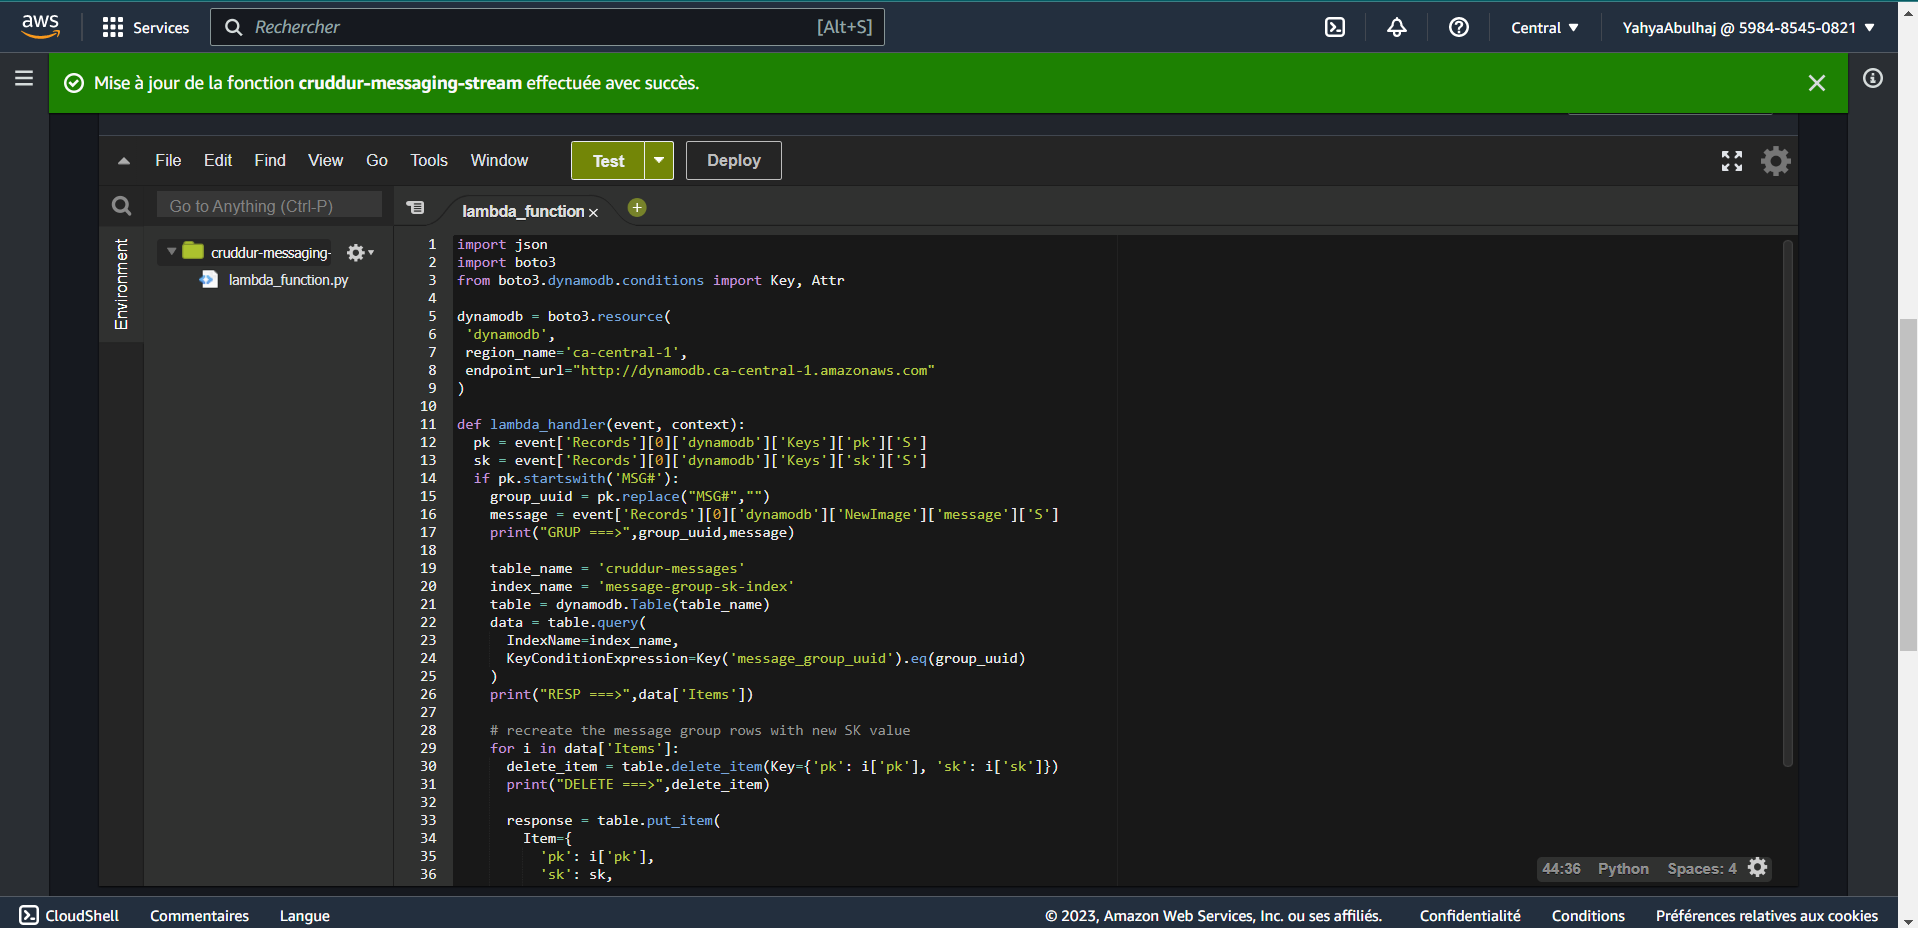 aws
Services
Rechercher [Alt+S]
Central ▼
YahyaAbulhaj @ 5984-8545-0821 ▼
Mise à jour de la fonction cruddur-messaging-stream effectuée avec succès.
File Edit Find View Go Tools Window
Test
Deploy
Go to Anything (Ctrl-P)
lambda_function ×
Environment
cruddur-messaging-
lambda_function.py
1 import json
2 import boto3
3 from boto3.dynamodb.conditions import Key, Attr
4
5 dynamodb = boto3.resource(
6  'dynamodb',
7  region_name='ca-central-1',
8  endpoint_url="http://dynamodb.ca-central-1.amazonaws.com"
9 )
10
11 def lambda_handler(event, context):
12   pk = event['Records'][0]['dynamodb']['Keys']['pk']['S']
13   sk = event['Records'][0]['dynamodb']['Keys']['sk']['S']
14   if pk.startswith('MSG#'):
15     group_uuid = pk.replace("MSG#","")
16     message = event['Records'][0]['dynamodb']['NewImage']['message']['S']
17     print("GRUP ===>",group_uuid,message)
18
19     table_name = 'cruddur-messages'
20     index_name = 'message-group-sk-index'
21     table = dynamodb.Table(table_name)
22     data = table.query(
23       IndexName=index_name,
24       KeyConditionExpression=Key('message_group_uuid').eq(group_uuid)
25     )
26     print("RESP ===>",data['Items'])
27
28     # recreate the message group rows with new SK value
29     for i in data['Items']:
30       delete_item = table.delete_item(Key={'pk': i['pk'], 'sk': i['sk']})
31       print("DELETE ===>",delete_item)
32
33       response = table.put_item(
34         Item={
35           'pk': i['pk'],
36           'sk': sk,
44:36 Python Spaces: 4
CloudShell Commentaires Langue
© 2023, Amazon Web Services, Inc. ou ses affiliés. Confidentialité Conditions Préférences relatives aux cookies